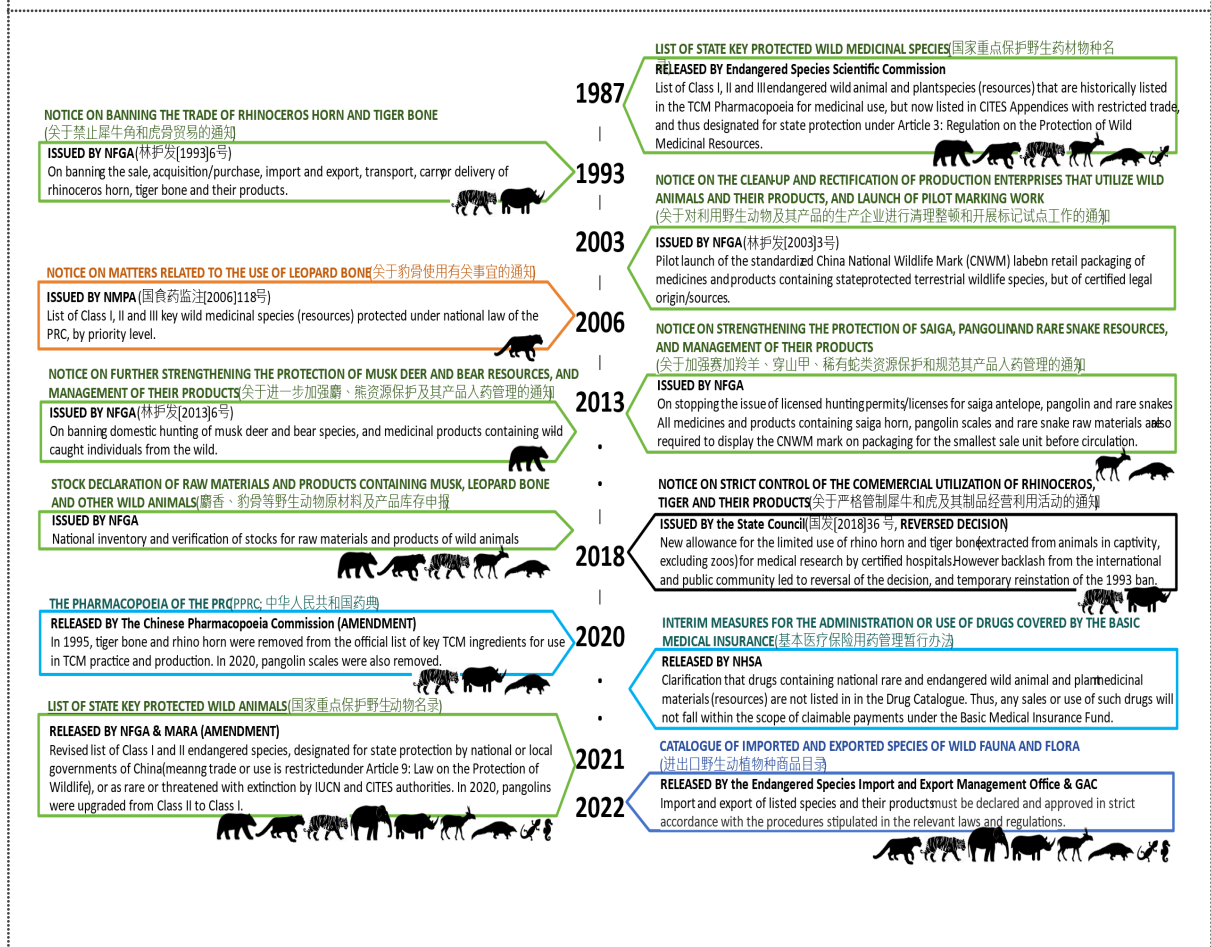 LIST OF STATE KEY PROTECTED WILD MEDICINAL SPECIES(国家重点保护野生药材物种名
录)
RELEASED BY Endangered Species Scientific Commission
List of Class I, II and III endangered wild animal and plant species (resources) that are historically listed
in the TCM Pharmacopoeia for medicinal use, but now listed in CITES Appendices with restricted trade,
and thus designated for state protection under Article 3: Regulation on the Protection of Wild
Medicinal Resources.
1987
NOTICE ON BANNING THE TRADE OF RHINOCEROS HORN AND TIGER BONE
(关于禁止犀牛角和虎骨贸易的通知)
ISSUED BY NFGA (林护发[1993]6号)
On banning the sale, acquisition/purchase, import and export, transport, carry or delivery of
rhinoceros horn, tiger bone and their products.
1993
NOTICE ON THE CLEAN-UP AND RECTIFICATION OF PRODUCTION ENTERPRISES THAT UTILIZE WILD
ANIMALS AND THEIR PRODUCTS, AND LAUNCH OF PILOT MARKING WORK
(关于对利用野生动物及其产品的生产企业进行清理整顿和开展标记试点工作的通知)
ISSUED BY NFGA (林护发[2003]3号)
Pilot launch of the standardized China National Wildlife Mark (CNWM) label on retail packaging of
medicines and products containing state protected terrestrial wildlife species, but of certified legal
origin/sources.
2003
NOTICE ON MATTERS RELATED TO THE USE OF LEOPARD BONE (关于豹骨使用有关事宜的通知)
ISSUED BY NMPA (国食药监注[2006]118号)
List of Class I, II and III key wild medicinal species (resources) protected under national law of the
PRC, by priority level.
2006
NOTICE ON STRENGTHENING THE PROTECTION OF SAIGA, PANGOLIN AND RARE SNAKE RESOURCES,
AND MANAGEMENT OF THEIR PRODUCTS
(关于加强赛加羚羊、穿山甲、稀有蛇类资源保护和规范其产品入药管理的通知)
ISSUED BY NFGA
On stopping the issue of licensed hunting permits/licenses for saiga antelope, pangolin and rare snakes
All medicines and products containing saiga horn, pangolin scales and rare snake raw materials are also
required to display the CNWM mark on packaging for the smallest sale unit before circulation.
NOTICE ON FURTHER STRENGTHENING THE PROTECTION OF MUSK DEER AND BEAR RESOURCES, AND
MANAGEMENT OF THEIR PRODUCTS (关于进一步加强麝、熊资源保护及其产品入药管理的通知)
ISSUED BY NFGA (林护发[2013]6号)
On banning domestic hunting of musk deer and bear species, and medicinal products containing wild-
caught individuals from the wild.
2013
STOCK DECLARATION OF RAW MATERIALS AND PRODUCTS CONTAINING MUSK, LEOPARD BONE
AND OTHER WILD ANIMALS (麝香、豹骨等野生动物原材料及产品库存申报)
ISSUED BY NFGA
National inventory and verification of stocks for raw materials and products of wild animals
NOTICE ON STRICT CONTROL OF THE COMEMERCIAL UTILIZATION OF RHINOCEROS,
TIGER AND THEIR PRODUCTS (关于严格管制犀牛和虎及其制品经营利用活动的通知)
ISSUED BY the State Council (国发[2018]36 号, REVERSED DECISION)
New allowance for the limited use of rhino horn and tiger bone (extracted from animals in captivity,
excluding zoos) for medical research by certified hospitals. However backlash from the international
and public community led to reversal of the decision, and temporary reinstation of the 1993 ban.
2018
THE PHARMACOPOEIA OF THE PRC (PPRC; 中华人民共和国药典)
RELEASED BY The Chinese Pharmacopoeia Commission (AMENDMENT)
In 1995, tiger bone and rhino horn were removed from the official list of key TCM ingredients for use
in TCM practice and production. In 2020, pangolin scales were also removed.
2020
INTERIM MEASURES FOR THE ADMINISTRATION OR USE OF DRUGS COVERED BY THE BASIC
MEDICAL INSURANCE (基本医疗保险用药管理暂行办法)
RELEASED BY NHSA
Clarification that drugs containing national rare and endangered wild animal and plant medicinal
materials (resources) are not listed in in the Drug Catalogue. Thus, any sales or use of such drugs will
not fall within the scope of claimable payments under the Basic Medical Insurance Fund.
LIST OF STATE KEY PROTECTED WILD ANIMALS (国家重点保护野生动物名录)
RELEASED BY NFGA & MARA (AMENDMENT)
Revised list of Class I and II endangered species, designated for state protection by national or local
governments of China (meaning trade or use is restricted under Article 9: Law on the Protection of
Wildlife), or as rare or threatened with extinction by IUCN and CITES authorities. In 2020, pangolins
were upgraded from Class II to Class I.
2021
CATALOGUE OF IMPORTED AND EXPORTED SPECIES OF WILD FAUNA AND FLORA
(进出口野生动植物种商品目录)
RELEASED BY the Endangered Species Import and Export Management Office & GAC
Import and export of listed species and their products must be declared and approved in strict
accordance with the procedures stipulated in the relevant laws and regulations.
2022